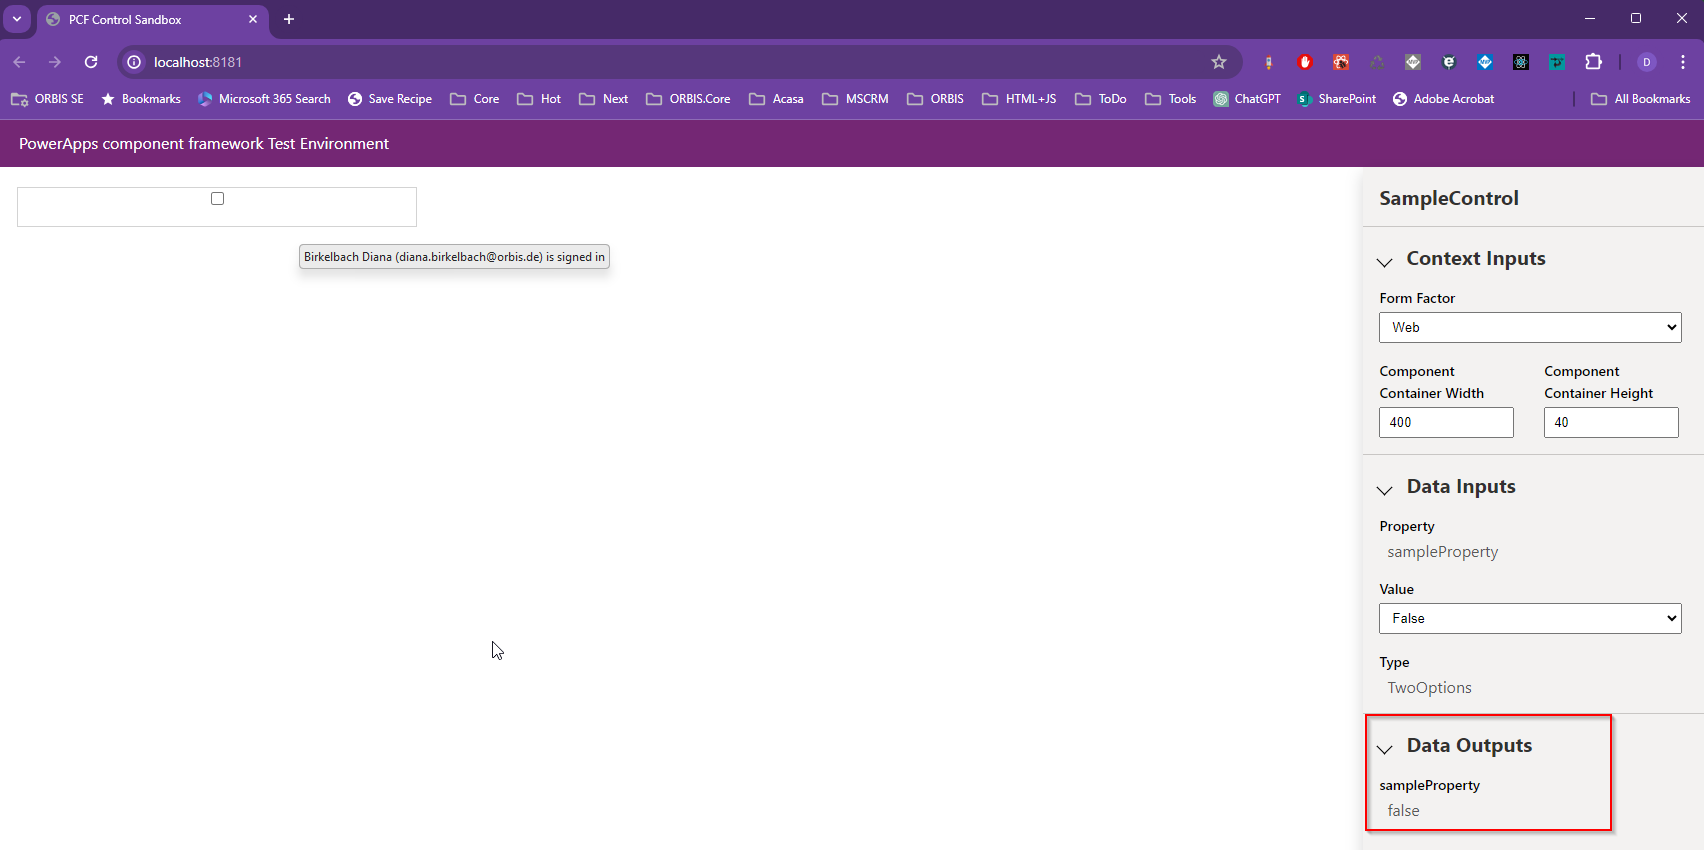 PCF Control Sandbox
localhost:8181
D
ORBIS SE Bookmarks Microsoft 365 Search Save Recipe Core Hot Next ORBIS.Core Acasa MSCRM ORBIS HTML+JS ToDo Tools ChatGPT SharePoint Adobe Acrobat All Bookmarks
PowerApps component framework Test Environment
Birkelbach Diana (diana.birkelbach@orbis.de) is signed in
SampleControl
Context Inputs
Form Factor
Web
Component Container Width
Component Container Height
400
40
Data Inputs
Property
sampleProperty
Value
False
Type
TwoOptions
Data Outputs
sampleProperty
false